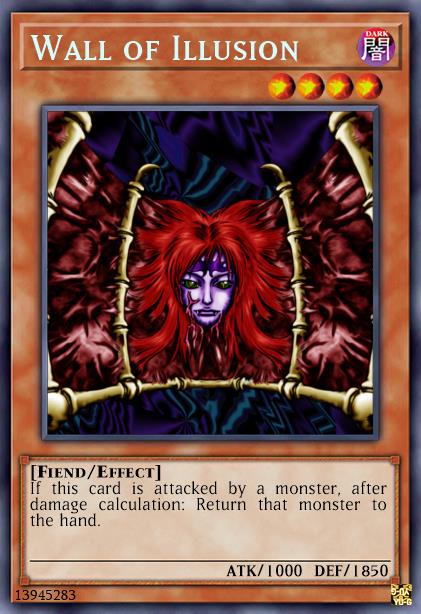 WALL OF ILLUSION
DARK
闇
[FIEND/EFFECT]
If this card is attacked by a monster, after
damage calculation: Return that monster to
the hand.
ATK/1000 DEF/1850
13945283